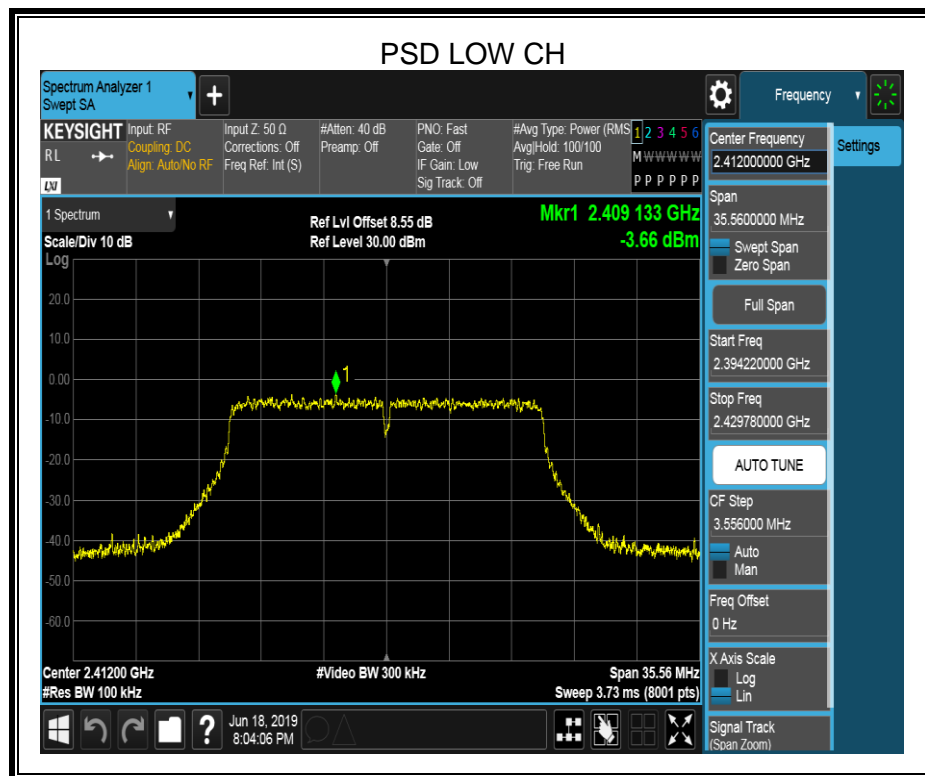 PSD LOW CH
Spectrum Analyzer 1
Swept SA
+
Frequency
KEYSIGHT
RL
LXI
Input: RF
Coupling: DC
Align: Auto/No RF
Input Z: 50 Ω
Corrections: Off
Freq Ref: Int (S)
#Atten: 40 dB
Preamp: Off
PNO: Fast
Gate: Off
IF Gain: Low
Sig Track: Off
#Avg Type: Power (RMS
Avg|Hold: 100/100
Trig: Free Run
1 2 3 4 5 6
M W W W W W
P P P P P P
1 Spectrum
Scale/Div 10 dB
Ref Lvl Offset 8.55 dB
Ref Level 30.00 dBm
Mkr1 2.409 133 GHz
-3.66 dBm
Log
20.0
10.0
0.00
-10.0
-20.0
-30.0
-40.0
-50.0
-60.0
1
Center 2.41200 GHz
#Res BW 100 kHz
#Video BW 300 kHz
Span 35.56 MHz
Sweep 3.73 ms (8001 pts)
?
Jun 18, 2019
8:04:06 PM
Center Frequency
2.412000000 GHz
Settings
Span
35.5600000 MHz
Swept Span
Zero Span
Full Span
Start Freq
2.394220000 GHz
Stop Freq
2.429780000 GHz
AUTO TUNE
CF Step
3.556000 MHz
Auto
Man
Freq Offset
0 Hz
X Axis Scale
Log
Lin
Signal Track
(Span Zoom)